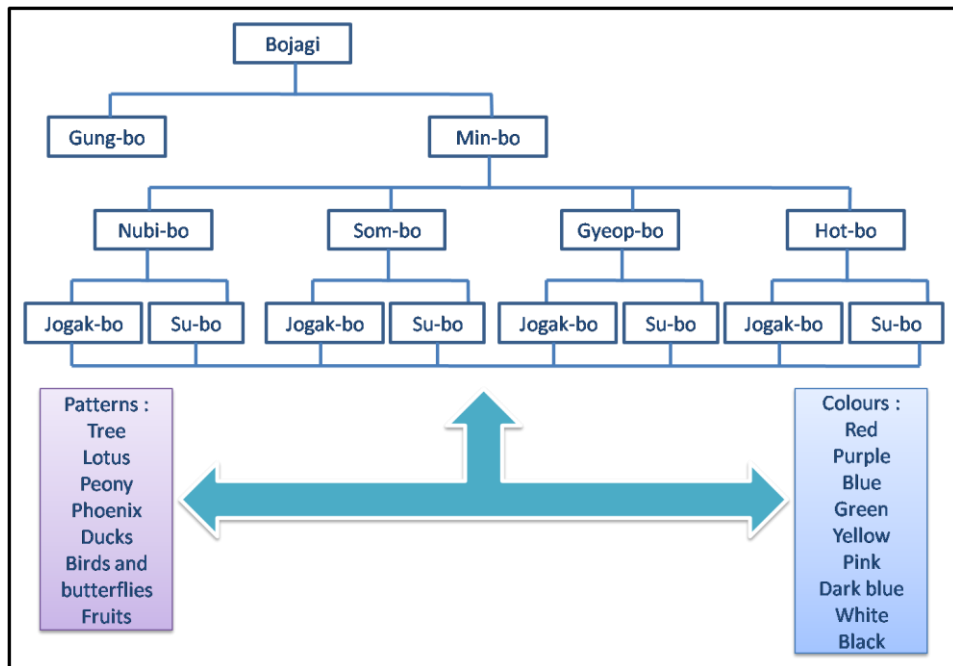 Bojagi
Gung-bo
Min-bo
Nubi-bo
Som-bo
Gyeop-bo
Hot-bo
Jogak-bo
Su-bo
Jogak-bo
Su-bo
Jogak-bo
Su-bo
Jogak-bo
Su-bo
Patterns :
Tree
Lotus
Peony
Phoenix
Ducks
Birds and
butterflies
Fruits
Colours :
Red
Purple
Blue
Green
Yellow
Pink
Dark blue
White
Black